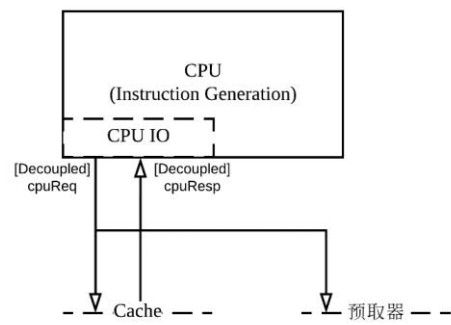 CPU
(Instruction Generation)
CPU IO
[Decoupled]
cpuReq
[Decoupled]
cpuResp
Cache
预取器